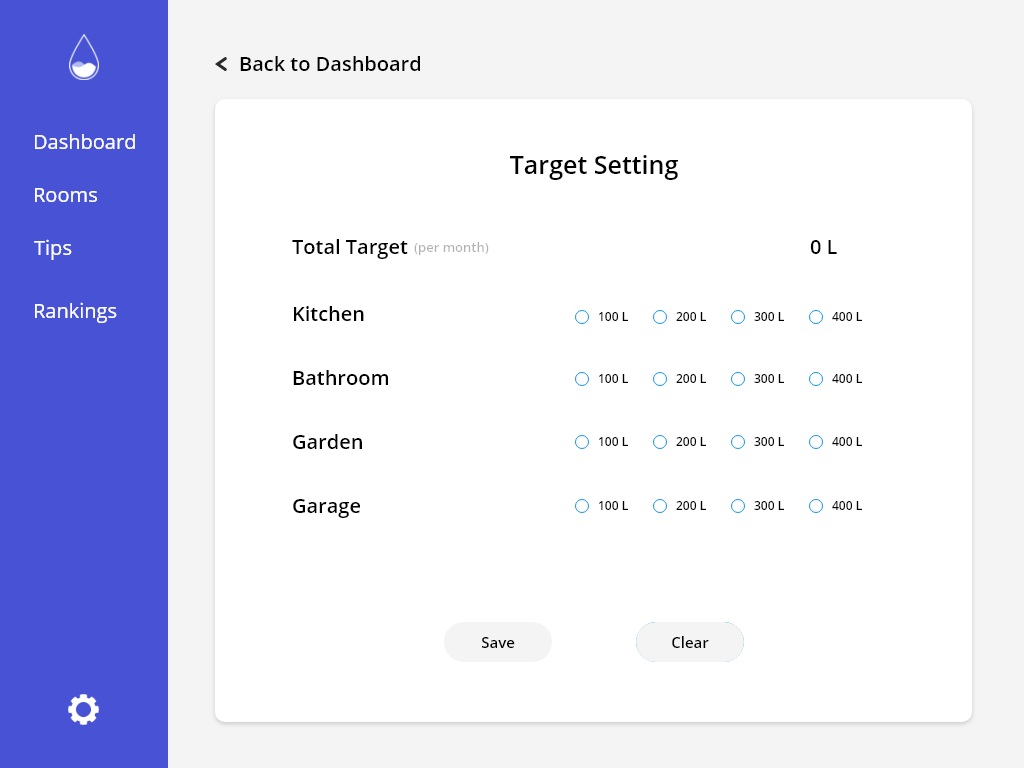 Back to Dashboard
Dashboard
Rooms
Tips
Rankings
Target Setting
Total Target (per month) 0 L
Kitchen 100 L 200 L 300 L 400 L
Bathroom 100 L 200 L 300 L 400 L
Garden 100 L 200 L 300 L 400 L
Garage 100 L 200 L 300 L 400 L
Save Clear